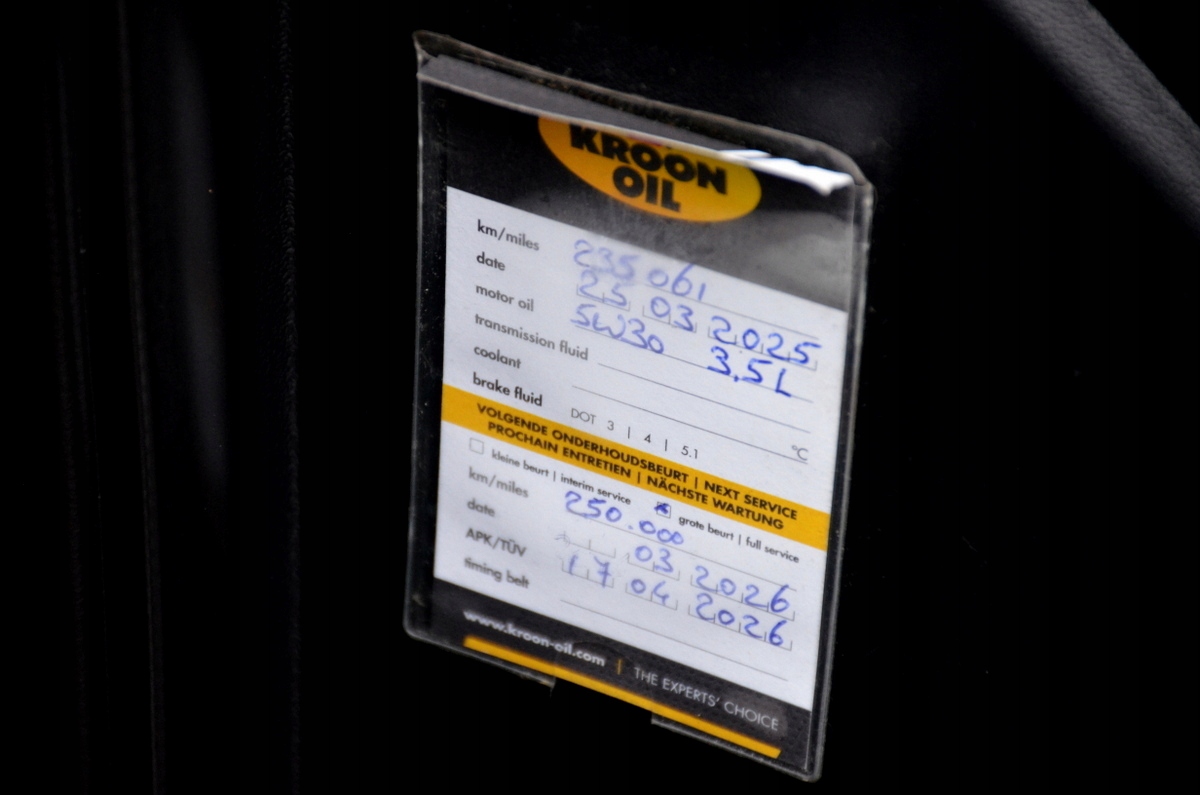 KROON
OIL
km/miles 235 061
date 25 03 2025
motor oil 5W30 3,5L
transmission fluid
coolant °C
brake fluid DOT 3 | 4 | 5.1
VOLGENDE ONDERHOUDSBEURT | NEXT SERVICE
PROCHAIN ENTRETIEN | NÄCHSTE WARTUNG
kleine beurt | interim service grote beurt | full service
km/miles 250.000
date 03 2026
APK/TÜV 17 04 2026
timing belt
www.kroon-oil.com | THE EXPERTS' CHOICE